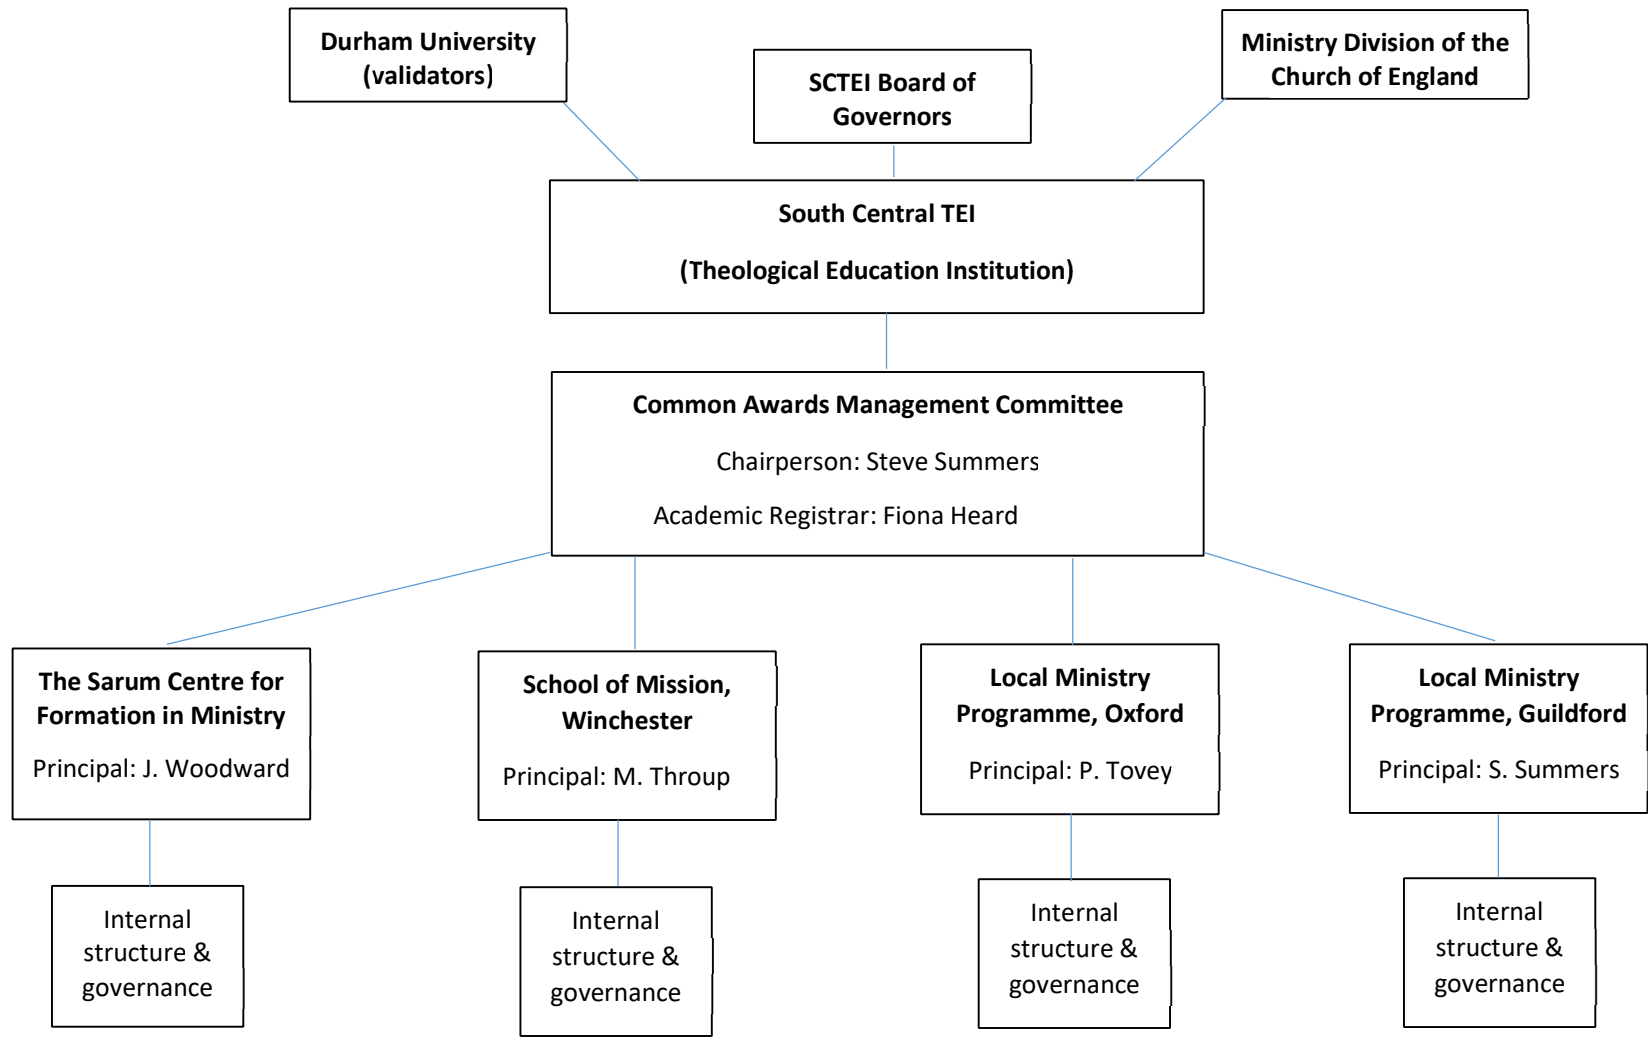 Durham University
(validators)
SCTEI Board of
Governors
Ministry Division of the
Church of England
South Central TEI
(Theological Education Institution)
Common Awards Management Committee
Chairperson: Steve Summers
Academic Registrar: Fiona Heard
The Sarum Centre for
Formation in Ministry
Principal: J. Woodward
School of Mission,
Winchester
Principal: M. Throup
Local Ministry
Programme, Oxford
Principal: P. Tovey
Local Ministry
Programme, Guildford
Principal: S. Summers
Internal
structure &
governance
Internal
structure &
governance
Internal
structure &
governance
Internal
structure &
governance